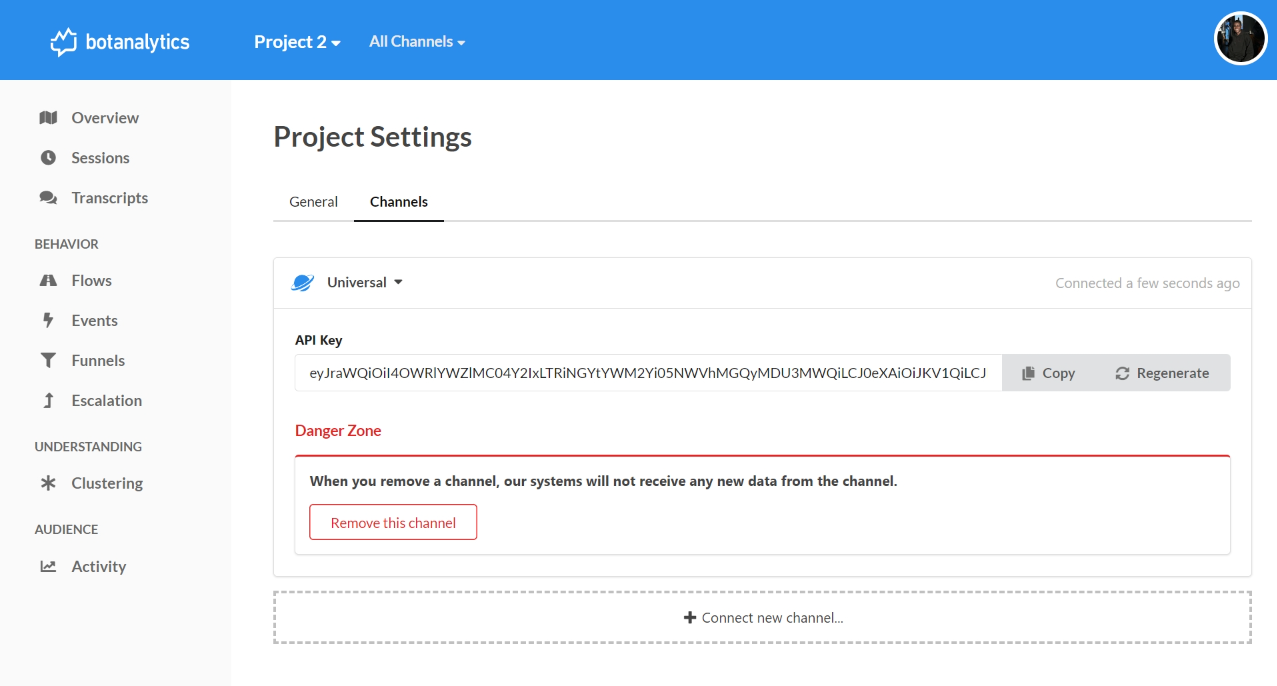 botanalytics
Project 2
All Channels
Overview
Sessions
Transcripts
BEHAVIOR
Flows
Events
Funnels
Escalation
UNDERSTANDING
Clustering
AUDIENCE
Activity
Project Settings
General Channels
Universal
Connected a few seconds ago
API Key
eyJraWQiOiI4OWRlYWZlMC04Y2IxLTRiNGYtYWM2Yi05NWVhMGQyMDU3MWQiLCJ0eXAiOiJKV1QiLCJ
Copy
Regenerate
Danger Zone
When you remove a channel, our systems will not receive any new data from the channel.
Remove this channel
Connect new channel...